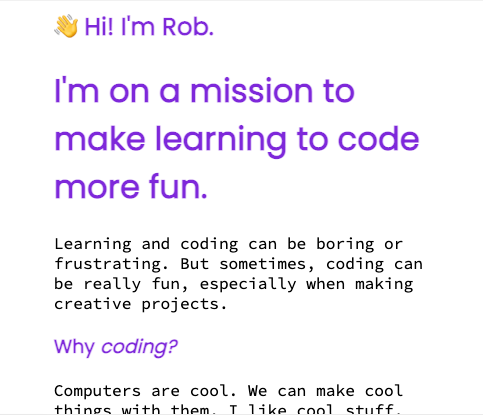 👋 Hi! I'm Rob.
I'm on a mission to
make learning to code
more fun.
Learning and coding can be boring or
frustrating. But sometimes, coding can
be really fun, especially when making
creative projects.
Why coding?
Computers are cool. We can make cool
things with them. I like cool stuff.